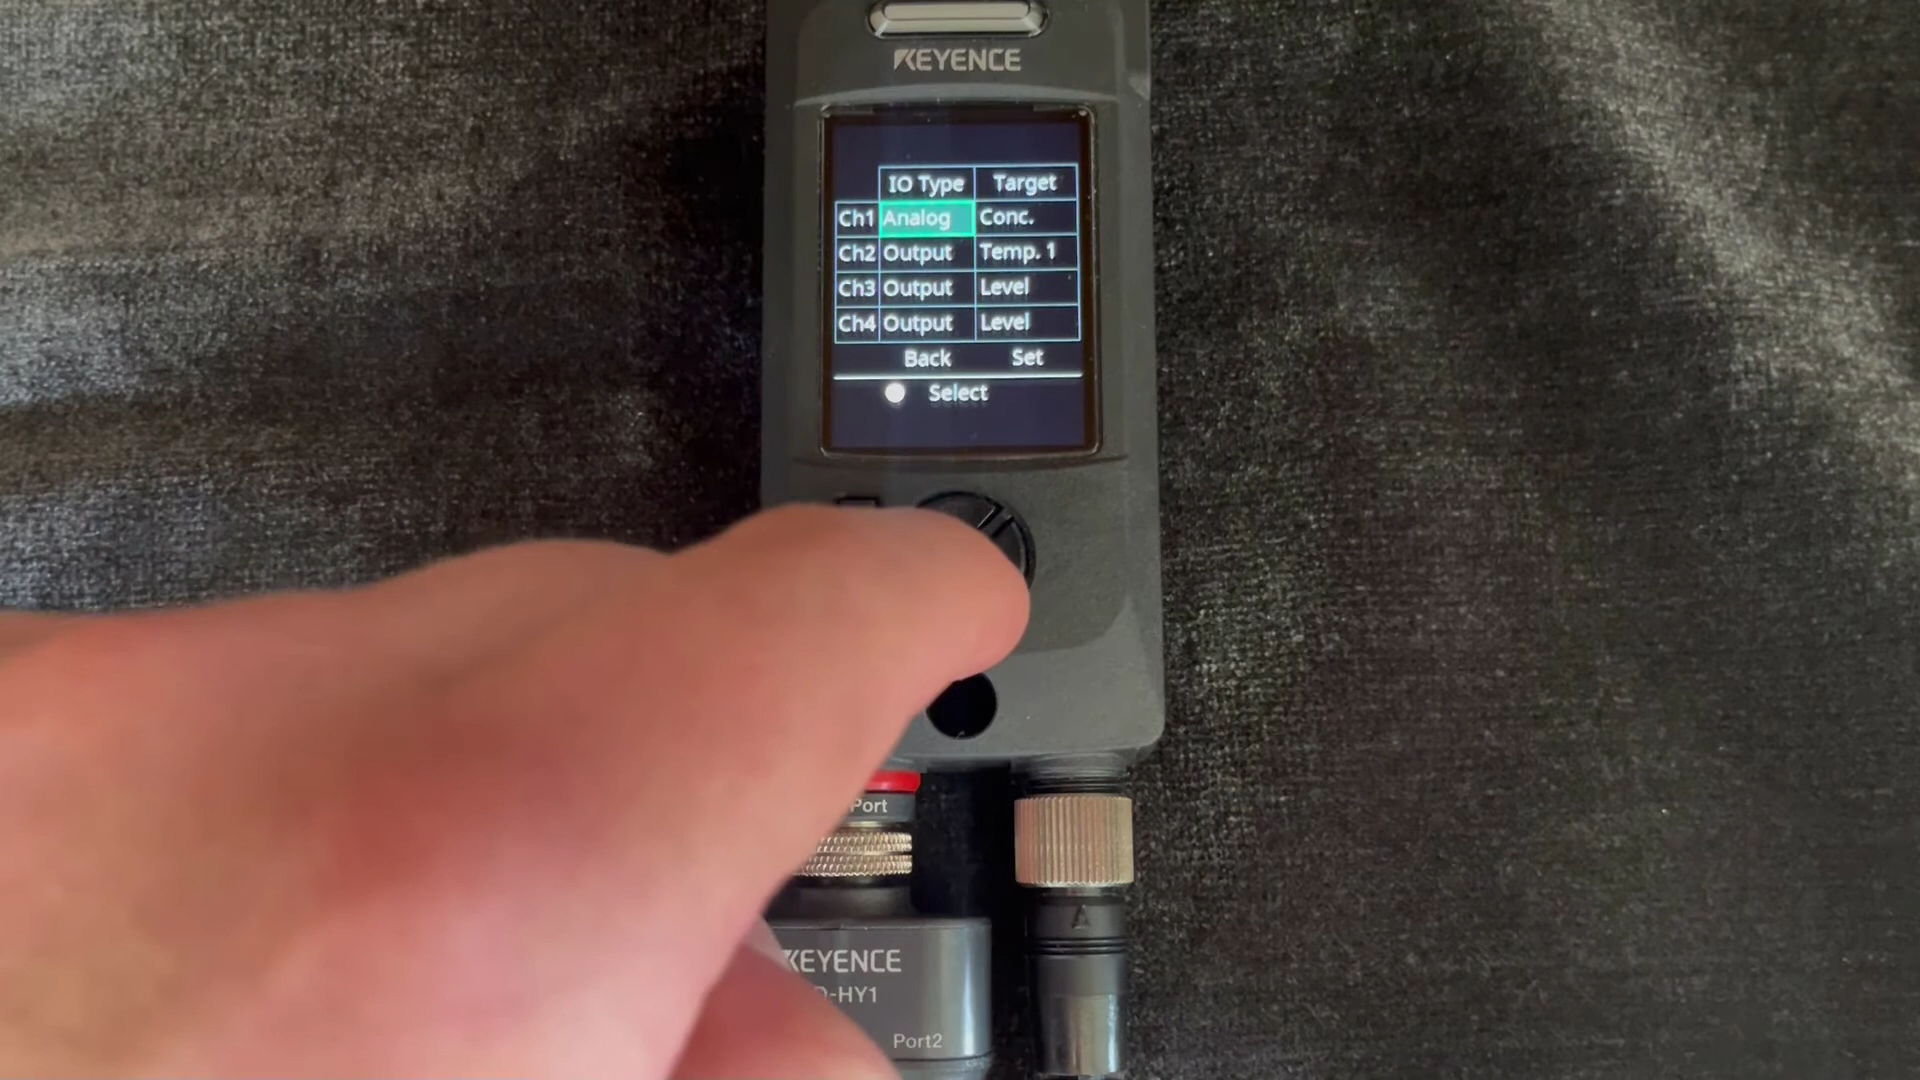 KEYENCE
IO Type Target
Ch1 Analog Conc.
Ch2 Output Temp. 1
Ch3 Output Level
Ch4 Output Level
Back Set
Select
Port
KEYENCE
-HY1
Port2